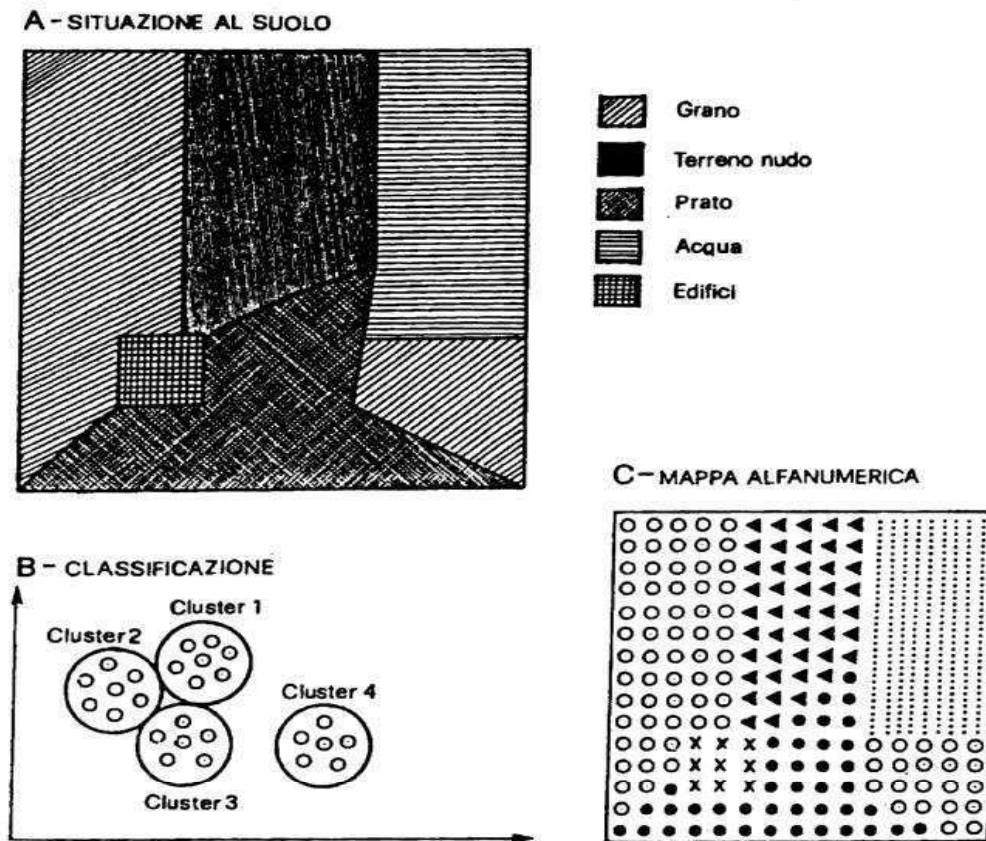 A - SITUAZIONE AL SUOLO
Grano
Terreno nudo
Prato
Acqua
Edifici
B - CLASSIFICAZIONE
Cluster 1
Cluster 2
Cluster 4
Cluster 3
C - MAPPA ALFANUMERICA